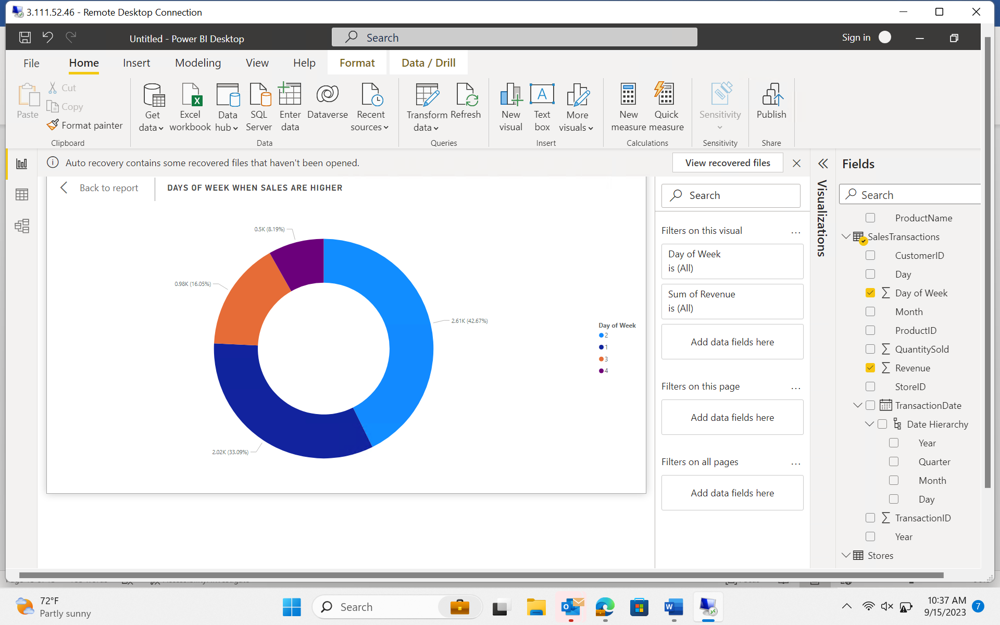 3.111.52.46 - Remote Desktop Connection
Untitled - Power BI Desktop
Search
Sign in
File
Home
Insert
Modeling
View
Help
Format
Data / Drill
Paste
Cut
Copy
Format painter
Clipboard
Get data
Excel workbook
Data hub
SQL Server
Enter data
Dataverse
Recent sources
Data
Transform data
Refresh
Queries
New visual
Text box
More visuals
Insert
New measure
Quick measure
Calculations
Sensitivity
Sensitivity
Publish
Share
Auto recovery contains some recovered files that haven't been opened.
View recovered files
Back to report
DAYS OF WEEK WHEN SALES ARE HIGHER
0.5K (8.19%)
0.98K (16.05%)
2.61K (42.67%)
2.02K (33.09%)
Day of Week
2
1
3
4
Search
Filters on this visual
...
Day of Week
is (All)
Sum of Revenue
is (All)
Add data fields here
Filters on this page
...
Add data fields here
Filters on all pages
...
Add data fields here
Visualizations
Fields
Search
ProductName
SalesTransactions
CustomerID
Day
Day of Week
Month
ProductID
QuantitySold
Revenue
StoreID
TransactionDate
Date Hierarchy
Year
Quarter
Month
Day
TransactionID
Year
Stores
72°F
Partly sunny
Search
10:37 AM
9/15/2023
7